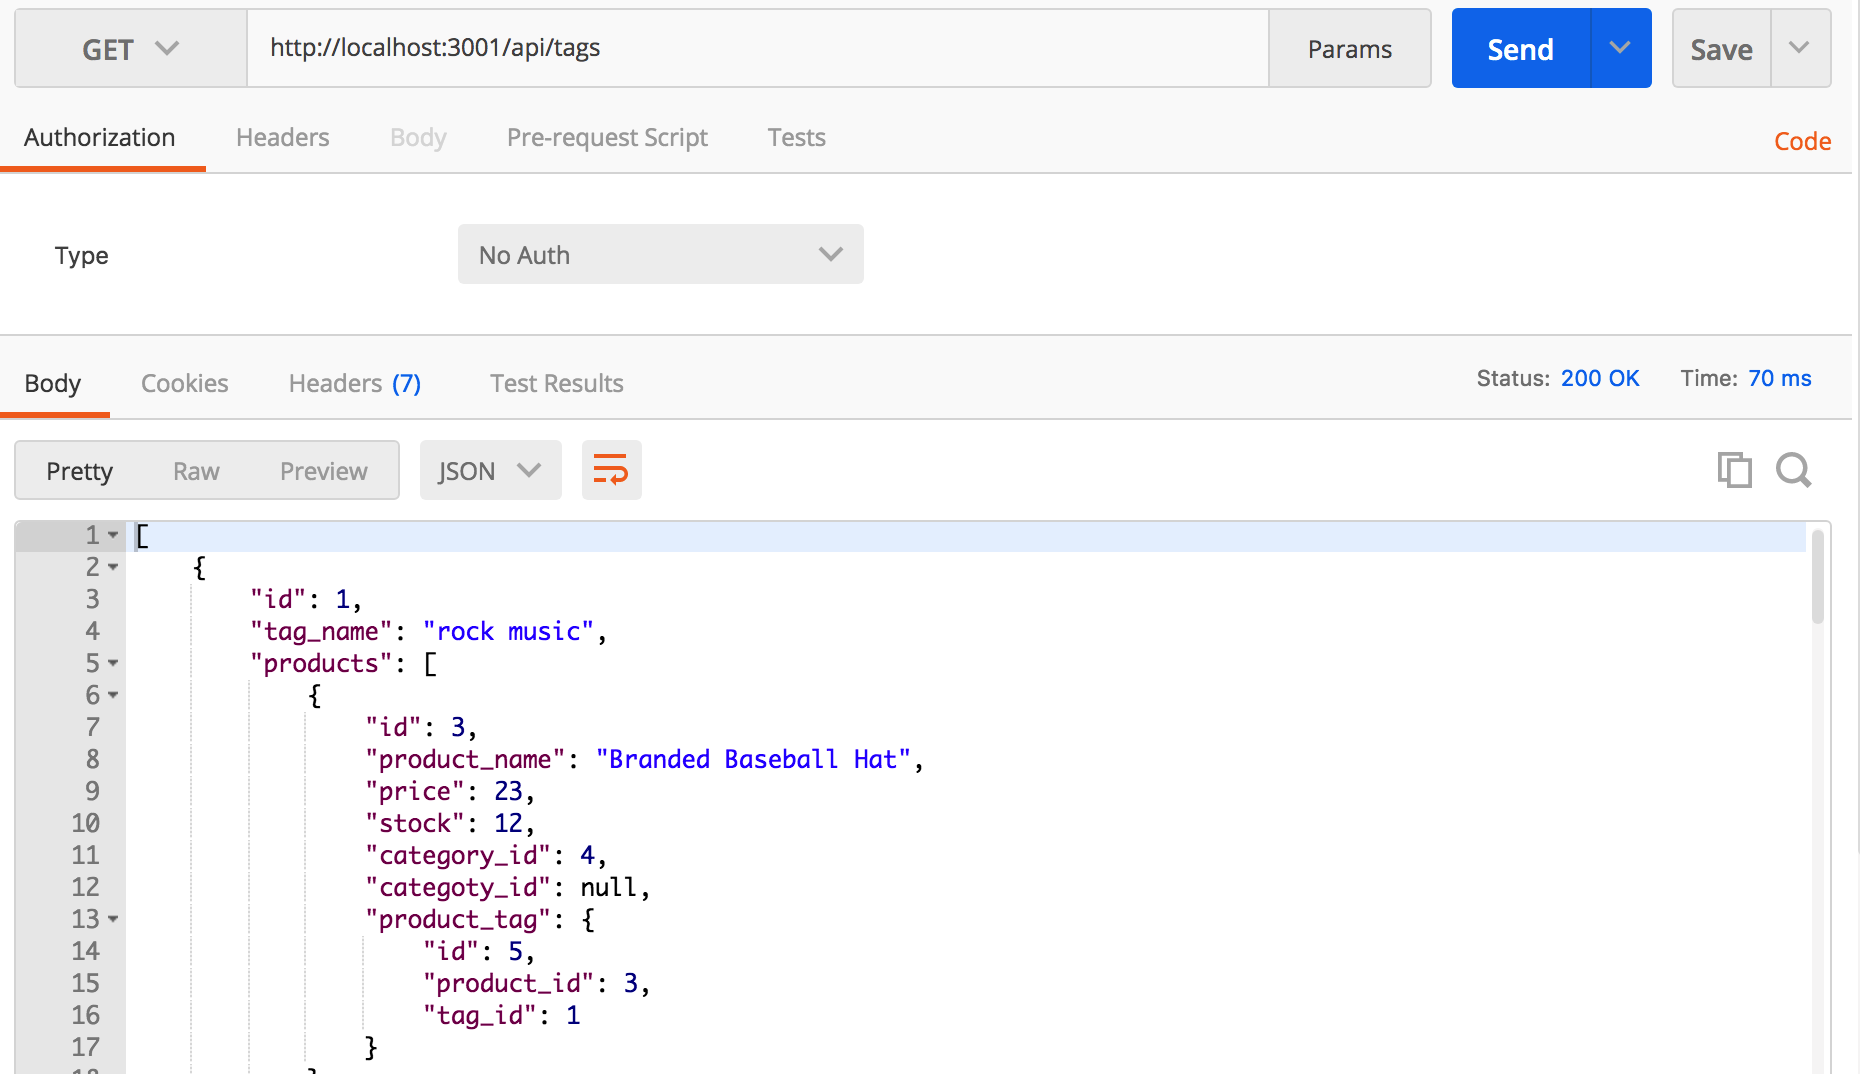 GET http://localhost:3001/api/tags Params Send Save
Authorization Headers Body Pre-request Script Tests Code
Type No Auth
Body Cookies Headers (7) Test Results Status: 200 OK Time: 70 ms
Pretty Raw Preview JSON
1 [
2 {
3 "id": 1,
4 "tag_name": "rock music",
5 "products": [
6 {
7 "id": 3,
8 "product_name": "Branded Baseball Hat",
9 "price": 23,
10 "stock": 12,
11 "category_id": 4,
12 "categoty_id": null,
13 "product_tag": {
14 "id": 5,
15 "product_id": 3,
16 "tag_id": 1
17 }